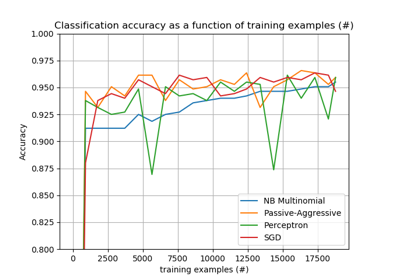 Classification accuracy as a function of training examples (#)
1.000
0.975
0.950
0.925
0.900
0.875
0.850
0.825
0.800
Accuracy
NB Multinomial
Passive-Aggressive
Perceptron
SGD
0 2500 5000 7500 10000 12500 15000 17500
training examples (#)